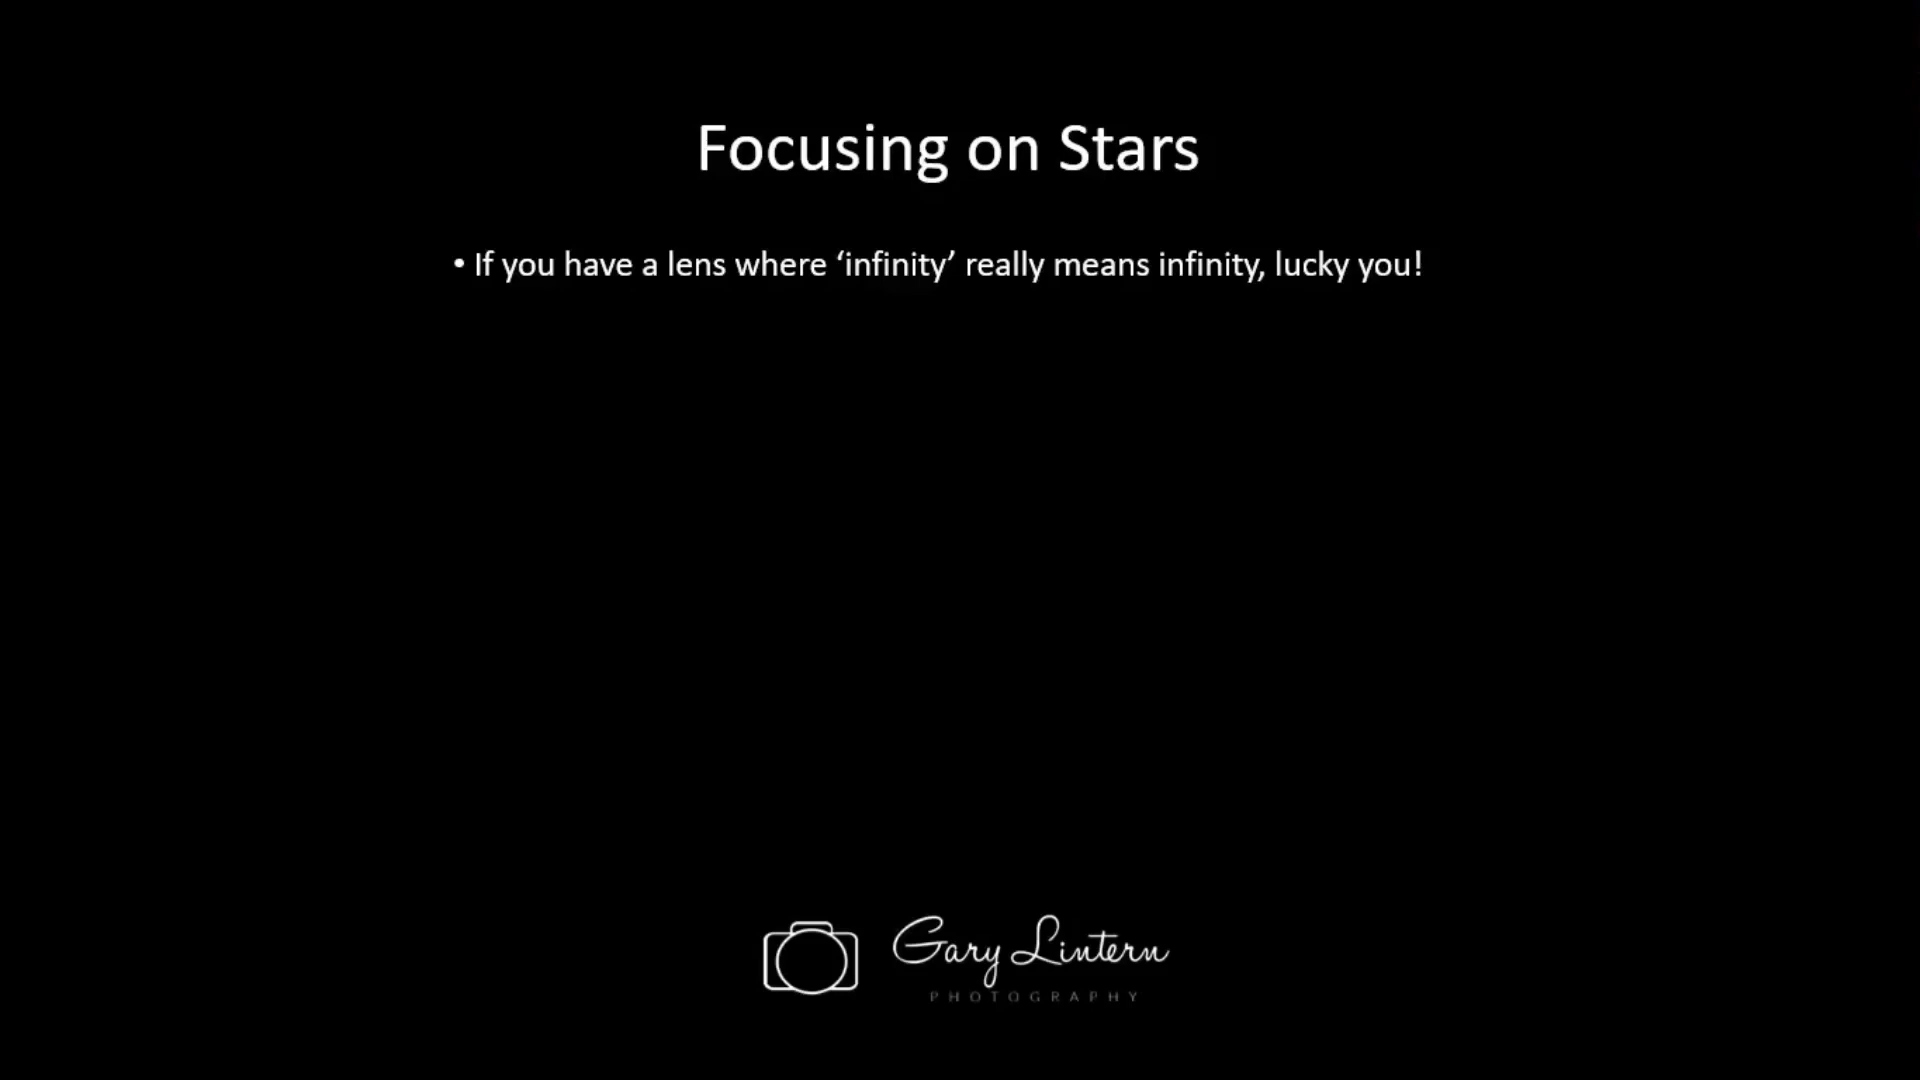 Focusing on Stars
• If you have a lens where ‘infinity’ really means infinity, lucky you!
Gary Lintern
PHOTOGRAPHY